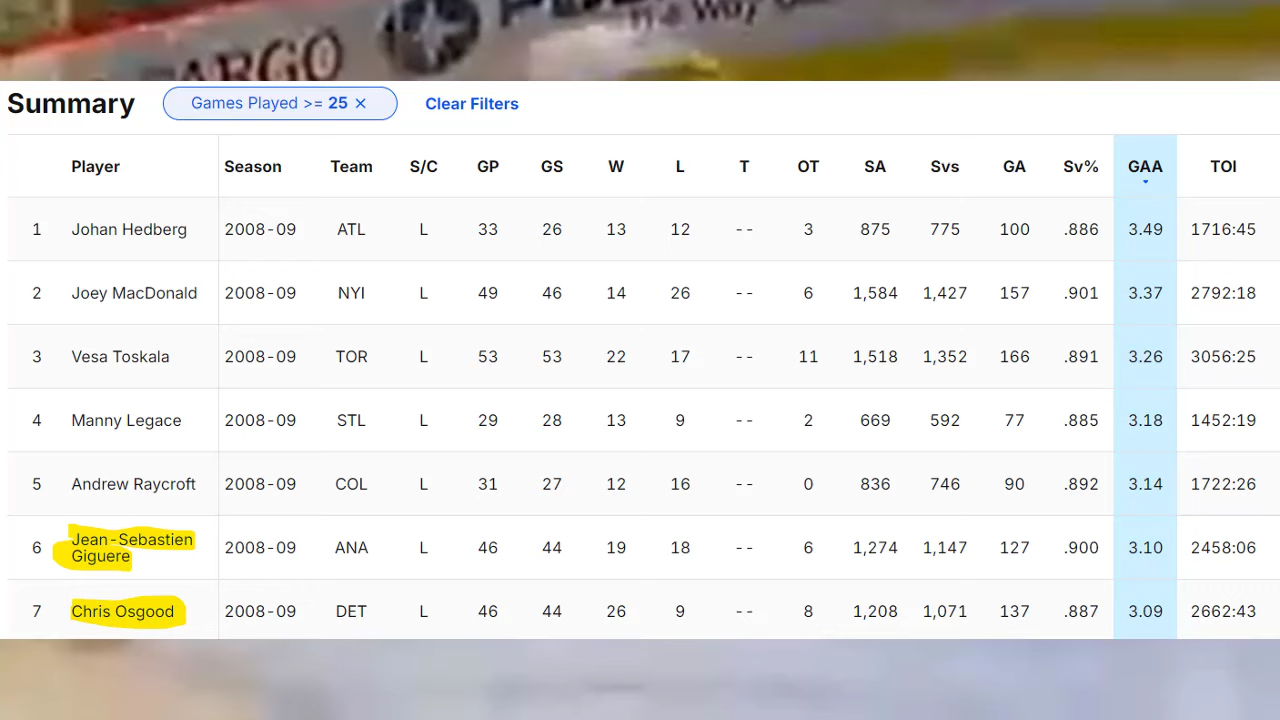 ARGO
Summary Games Played >= 25 × Clear Filters
Player Season Team S/C GP GS W L T OT SA Svs GA Sv% GAA TOI
1 Johan Hedberg 2008-09 ATL L 33 26 13 12 -- 3 875 775 100 .886 3.49 1716:45
2 Joey MacDonald 2008-09 NYI L 49 46 14 26 -- 6 1,584 1,427 157 .901 3.37 2792:18
3 Vesa Toskala 2008-09 TOR L 53 53 22 17 -- 11 1,518 1,352 166 .891 3.26 3056:25
4 Manny Legace 2008-09 STL L 29 28 13 9 -- 2 669 592 77 .885 3.18 1452:19
5 Andrew Raycroft 2008-09 COL L 31 27 12 16 -- 0 836 746 90 .892 3.14 1722:26
6 Jean-Sebastien Giguere 2008-09 ANA L 46 44 19 18 -- 6 1,274 1,147 127 .900 3.10 2458:06
7 Chris Osgood 2008-09 DET L 46 44 26 9 -- 8 1,208 1,071 137 .887 3.09 2662:43